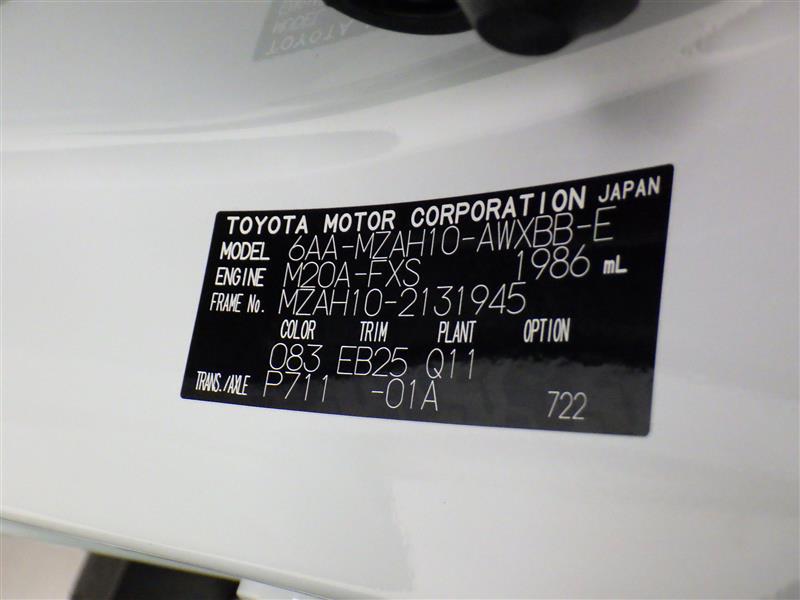 TOYOTA MOTOR CORPORATION JAPAN
MODEL 6AA-MZAH10-AWXBB-E
ENGINE M20A-FXS 1986 mL
FRAME No. MZAH10-2131945
COLOR TRIM PLANT OPTION
083 EB25 Q11
TRANS./AXLE P711 -01A 722